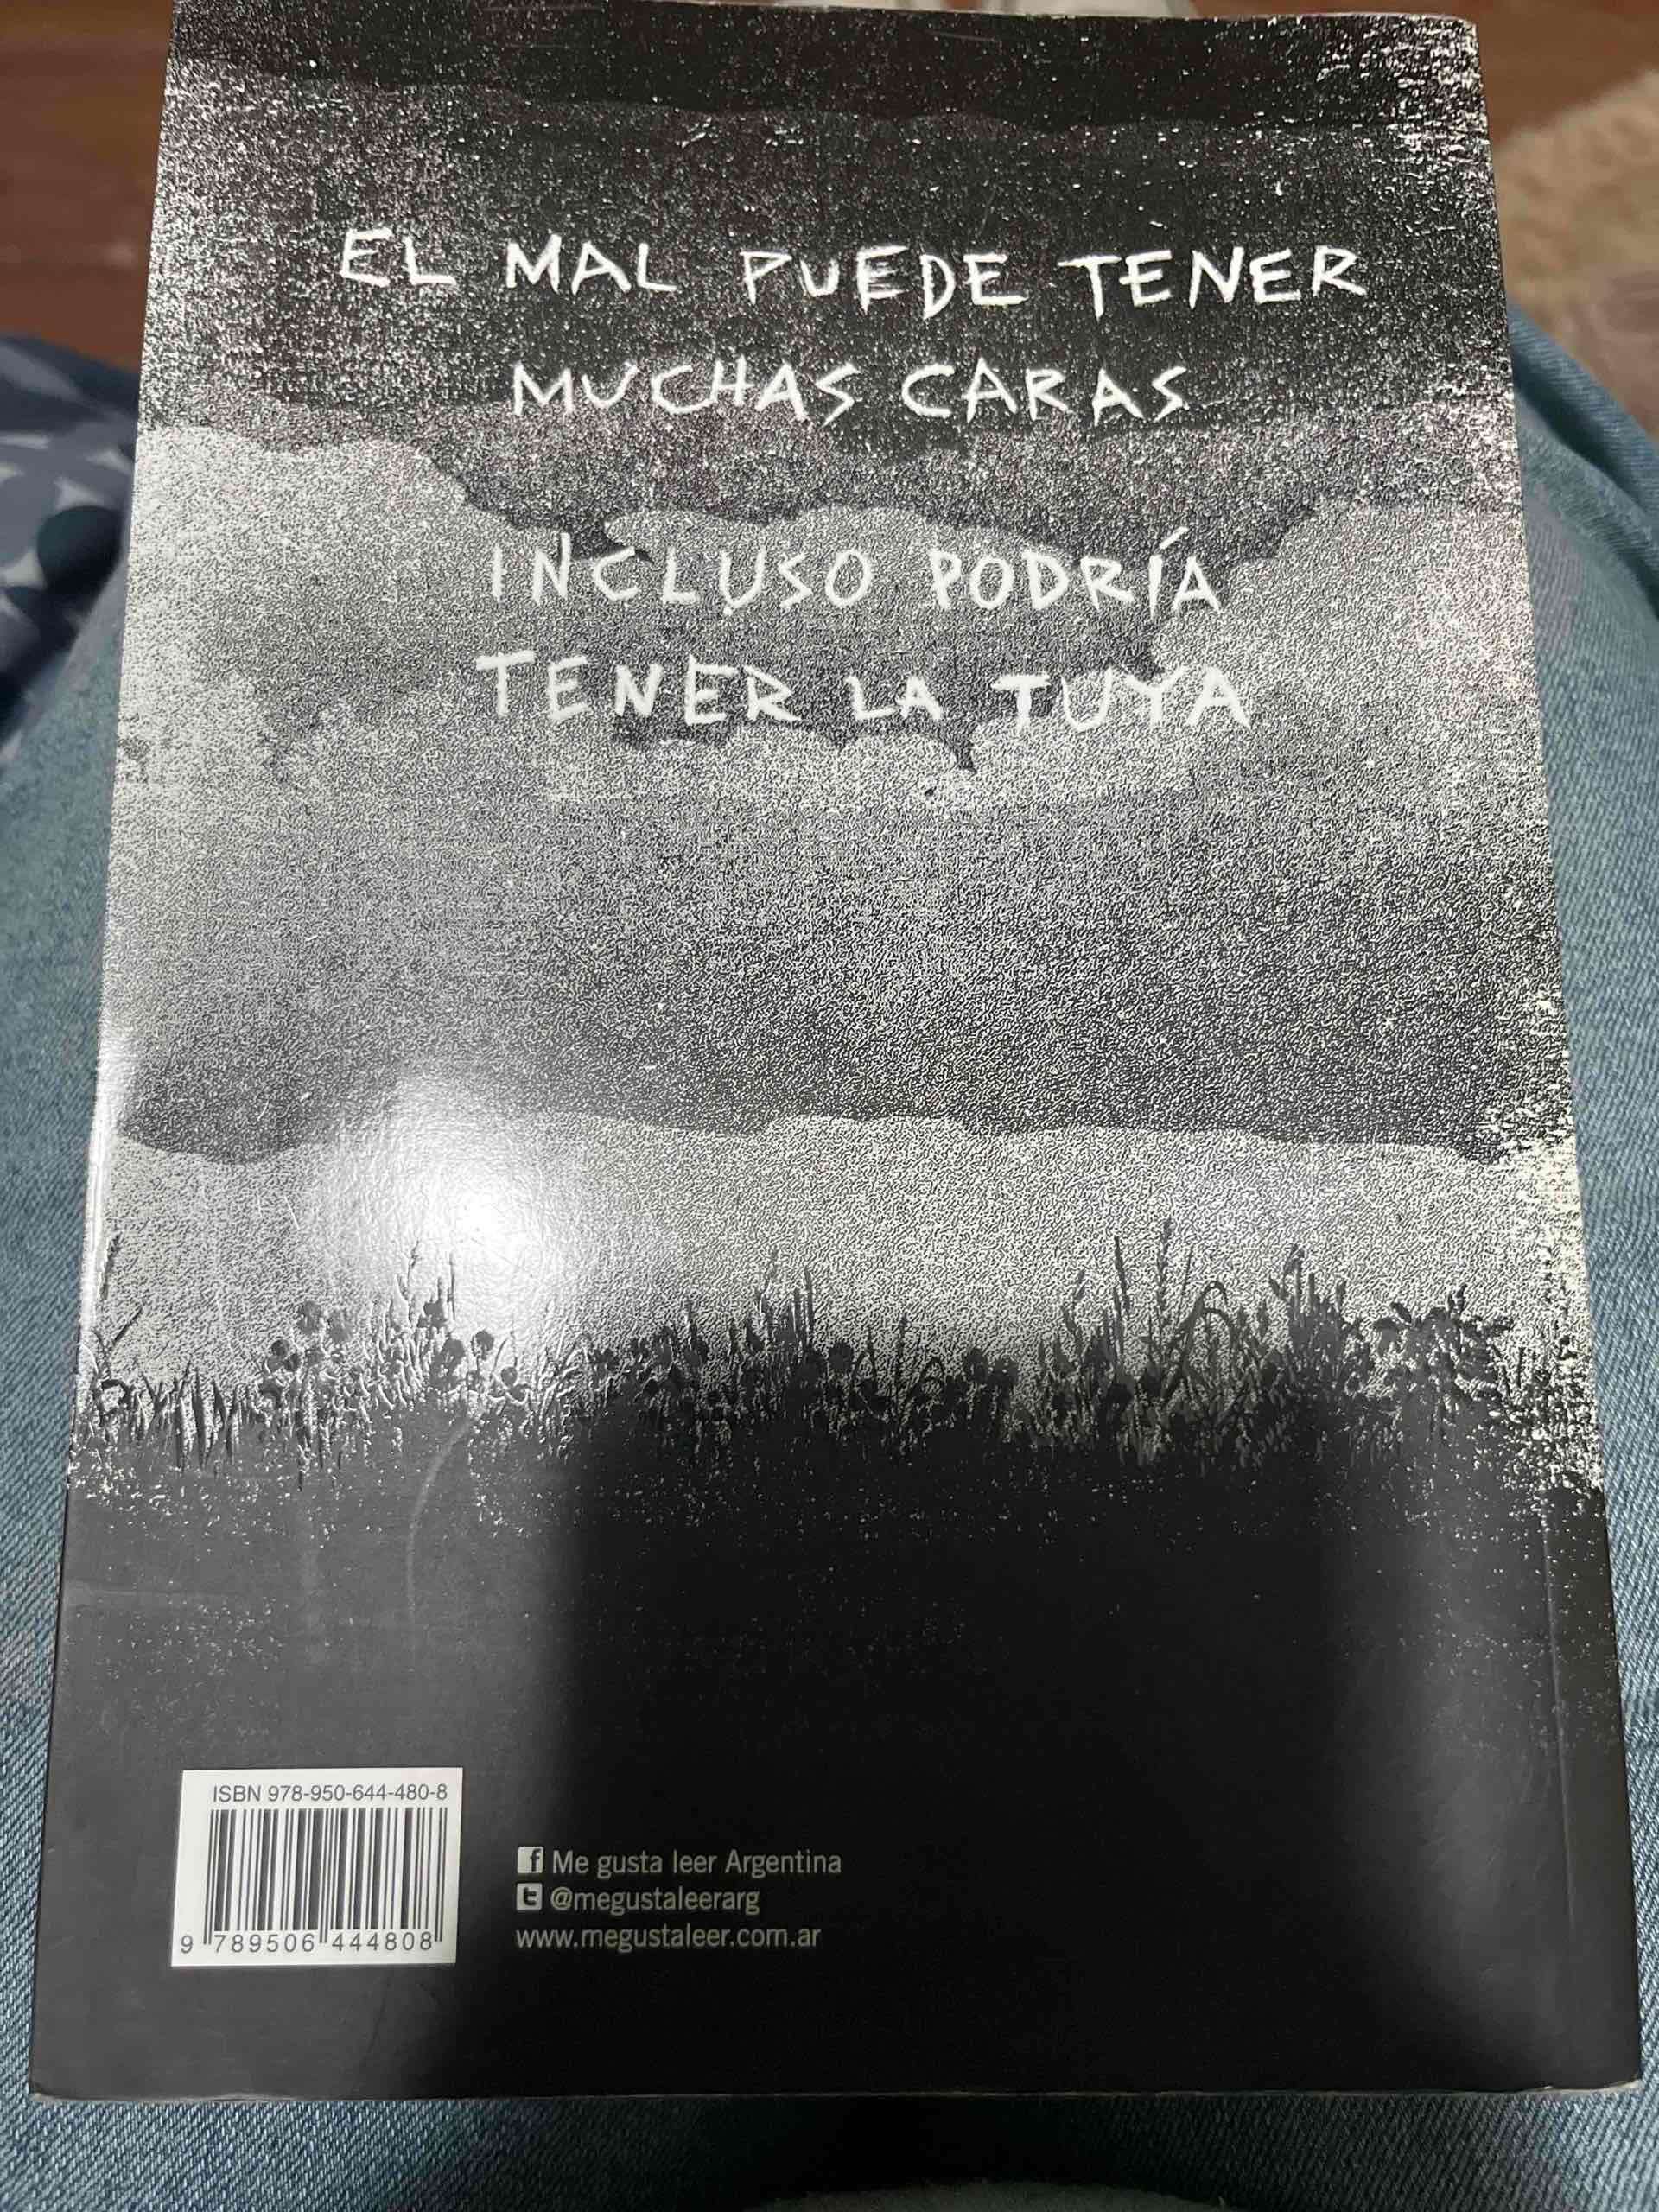 EL MAL PUEDE TENER
MUCHAS CARAS
INCLUSO PODRÍA
TENER LA TUYA
ISBN 978-950-644-480-8
9 789506 444808
Me gusta leer Argentina
@megustaleerarg
www.megustaleer.com.ar